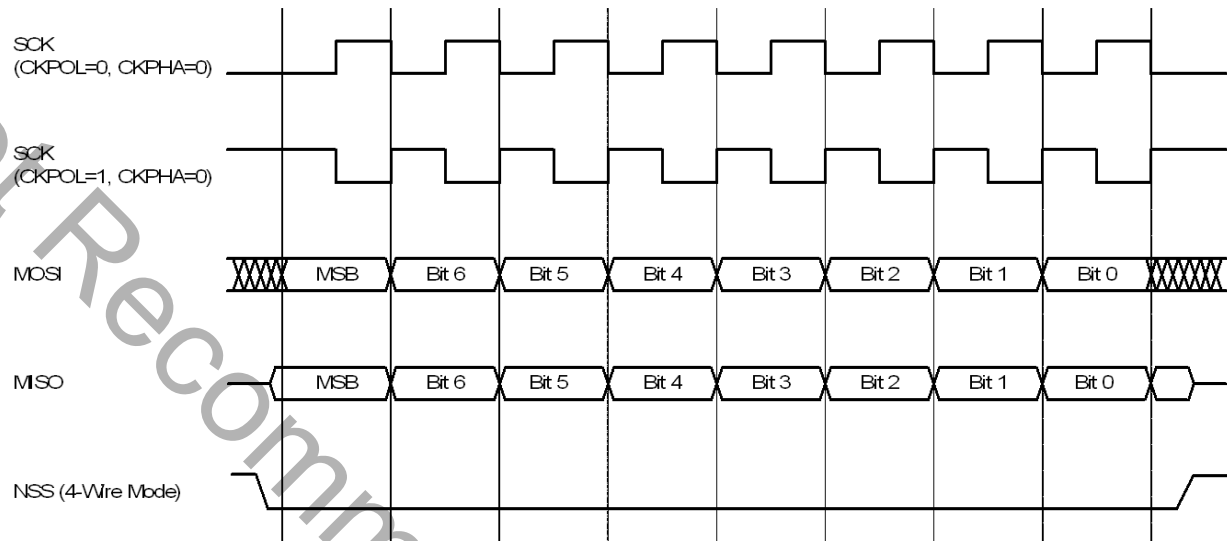 SCK
(CKPOL=0, CKPHA=0)
SCK
(CKPOL=1, CKPHA=0)
MOSI MSB Bit 6 Bit 5 Bit 4 Bit 3 Bit 2 Bit 1 Bit 0
MISO MSB Bit 6 Bit 5 Bit 4 Bit 3 Bit 2 Bit 1 Bit 0
NSS (4-Wire Mode)